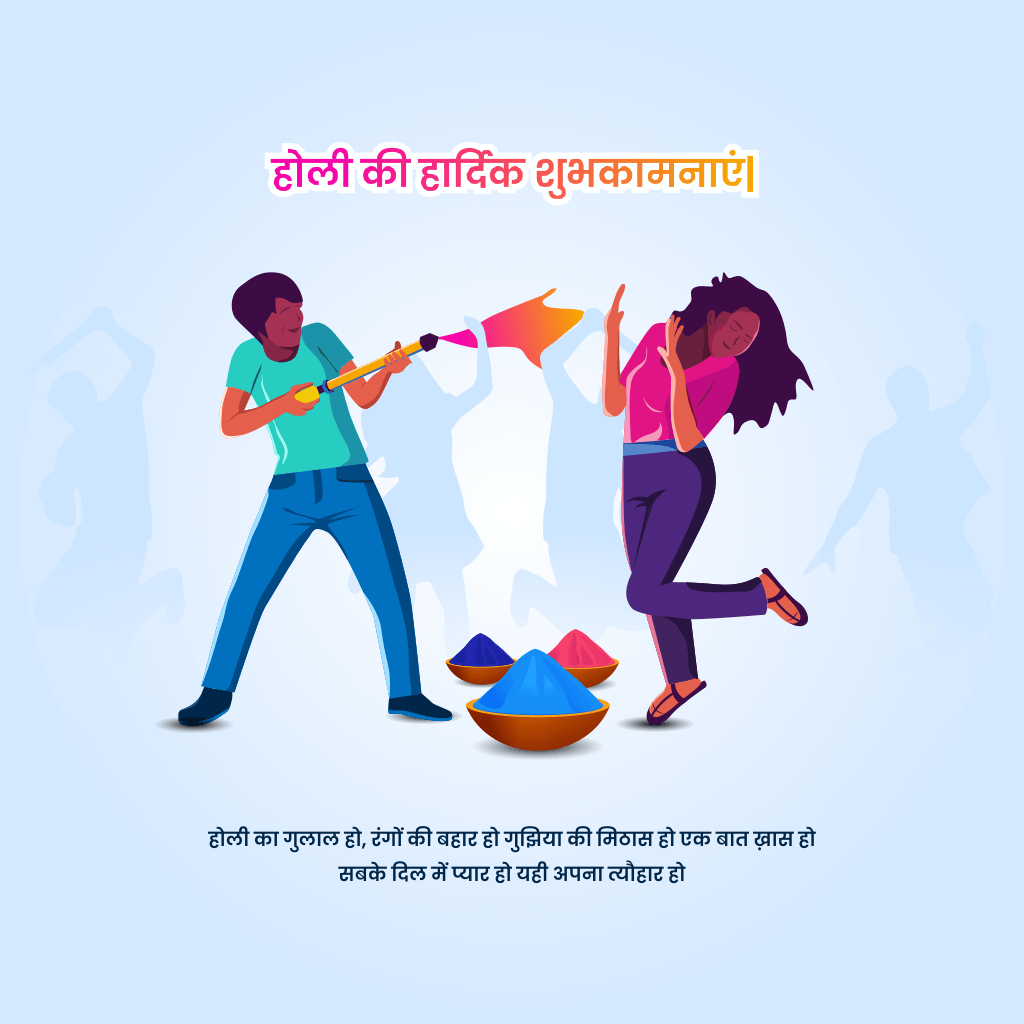 होली की हार्दिक शुभकामनाएं|
होली का गुलाल हो, रंगों की बहार हो गुझिया की मिठास हो एक बात ख़ास हो
सबके दिल में प्यार हो यही अपना त्यौहार हो